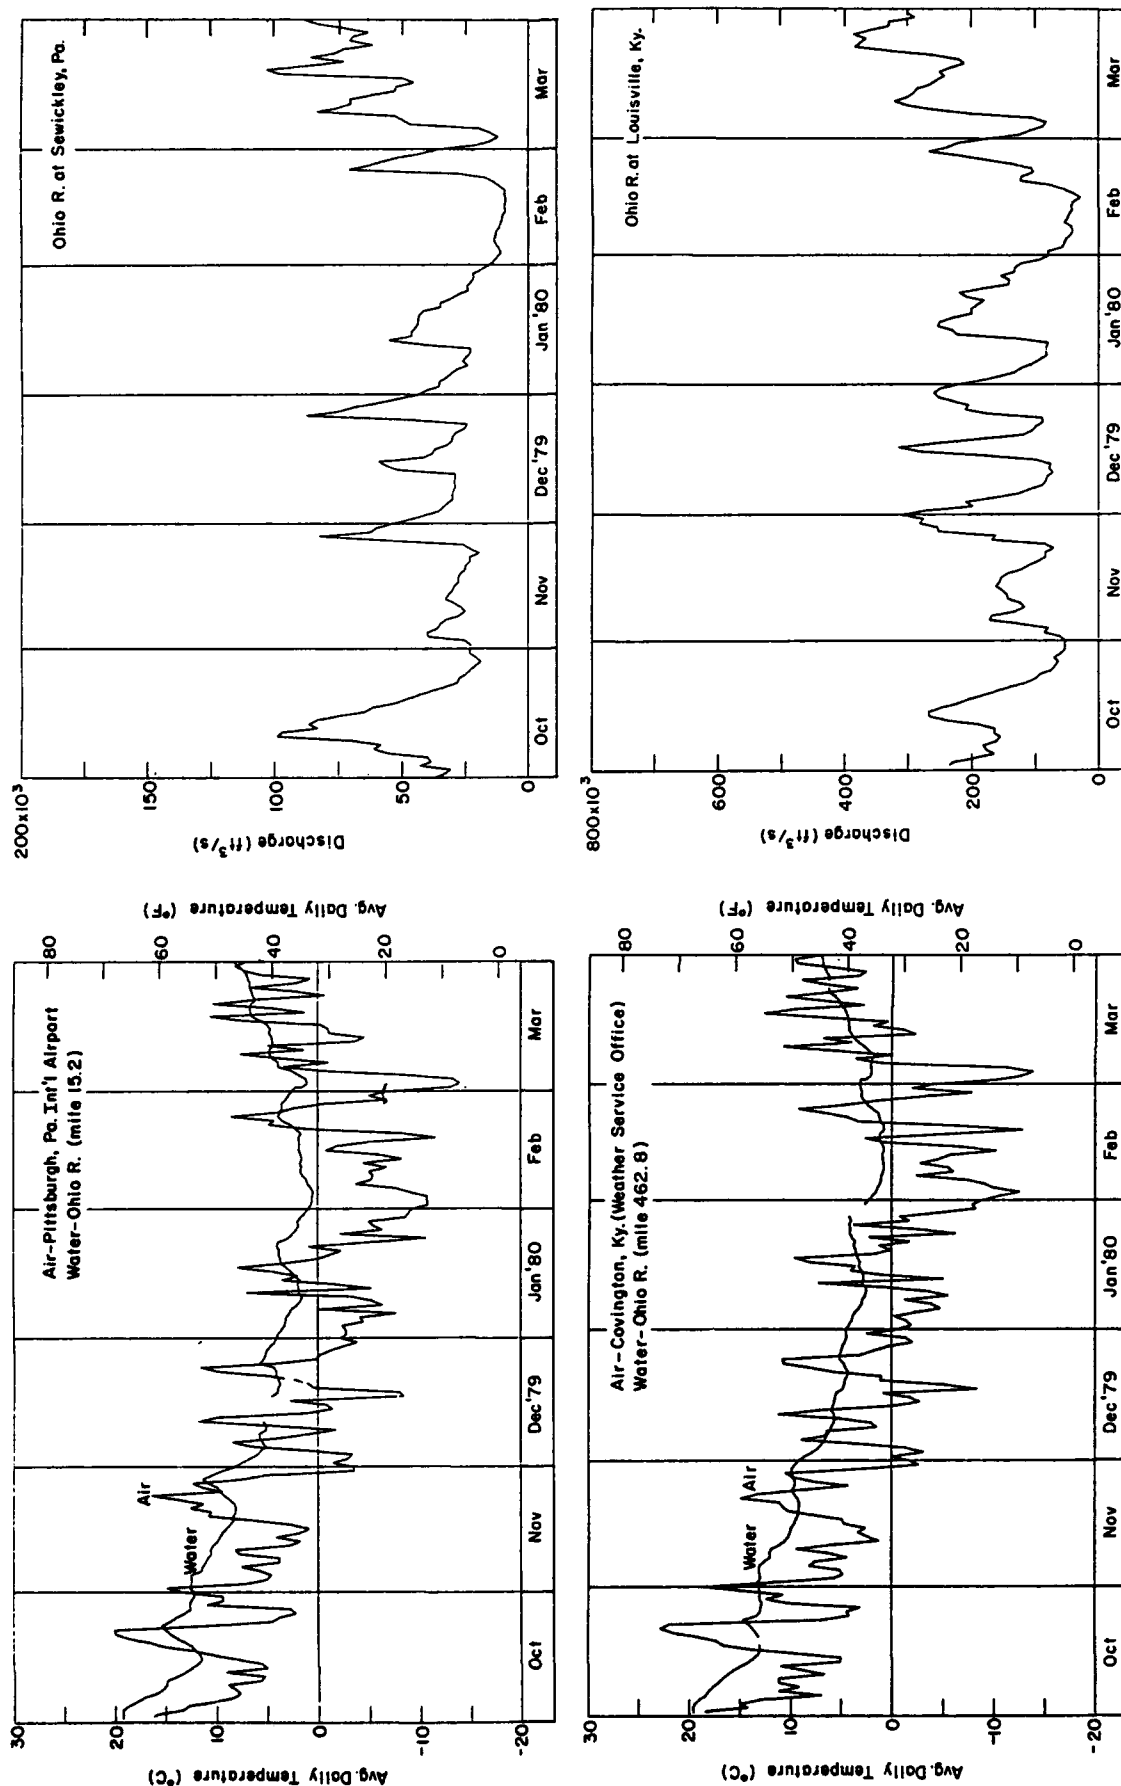 Air-Pittsburgh, Pa. Int'l Airport
Water-Ohio R. (mile 15.2)
Air
Water
Avg. Daily Temperature (°C)
30
20
10
0
-10
-20
Avg. Daily Temperature (°F)
80
60
40
20
0
Oct
Nov
Dec '79
Jan '80
Feb
Mar
Ohio R. at Sewickley, Pa.
Discharge (ft³/s)
200x10³
150
100
50
0
Oct
Nov
Dec '79
Jan '80
Feb
Mar
Air-Covington, Ky. (Weather Service Office)
Water-Ohio R. (mile 462.8)
Water
Air
Avg. Daily Temperature (°C)
30
20
10
0
-10
-20
Avg. Daily Temperature (°F)
80
60
40
20
0
Oct
Nov
Dec '79
Jan '80
Feb
Mar
Ohio R. at Louisville, Ky.
Discharge (ft³/s)
800x10³
600
400
200
0
Oct
Nov
Dec '79
Jan '80
Feb
Mar